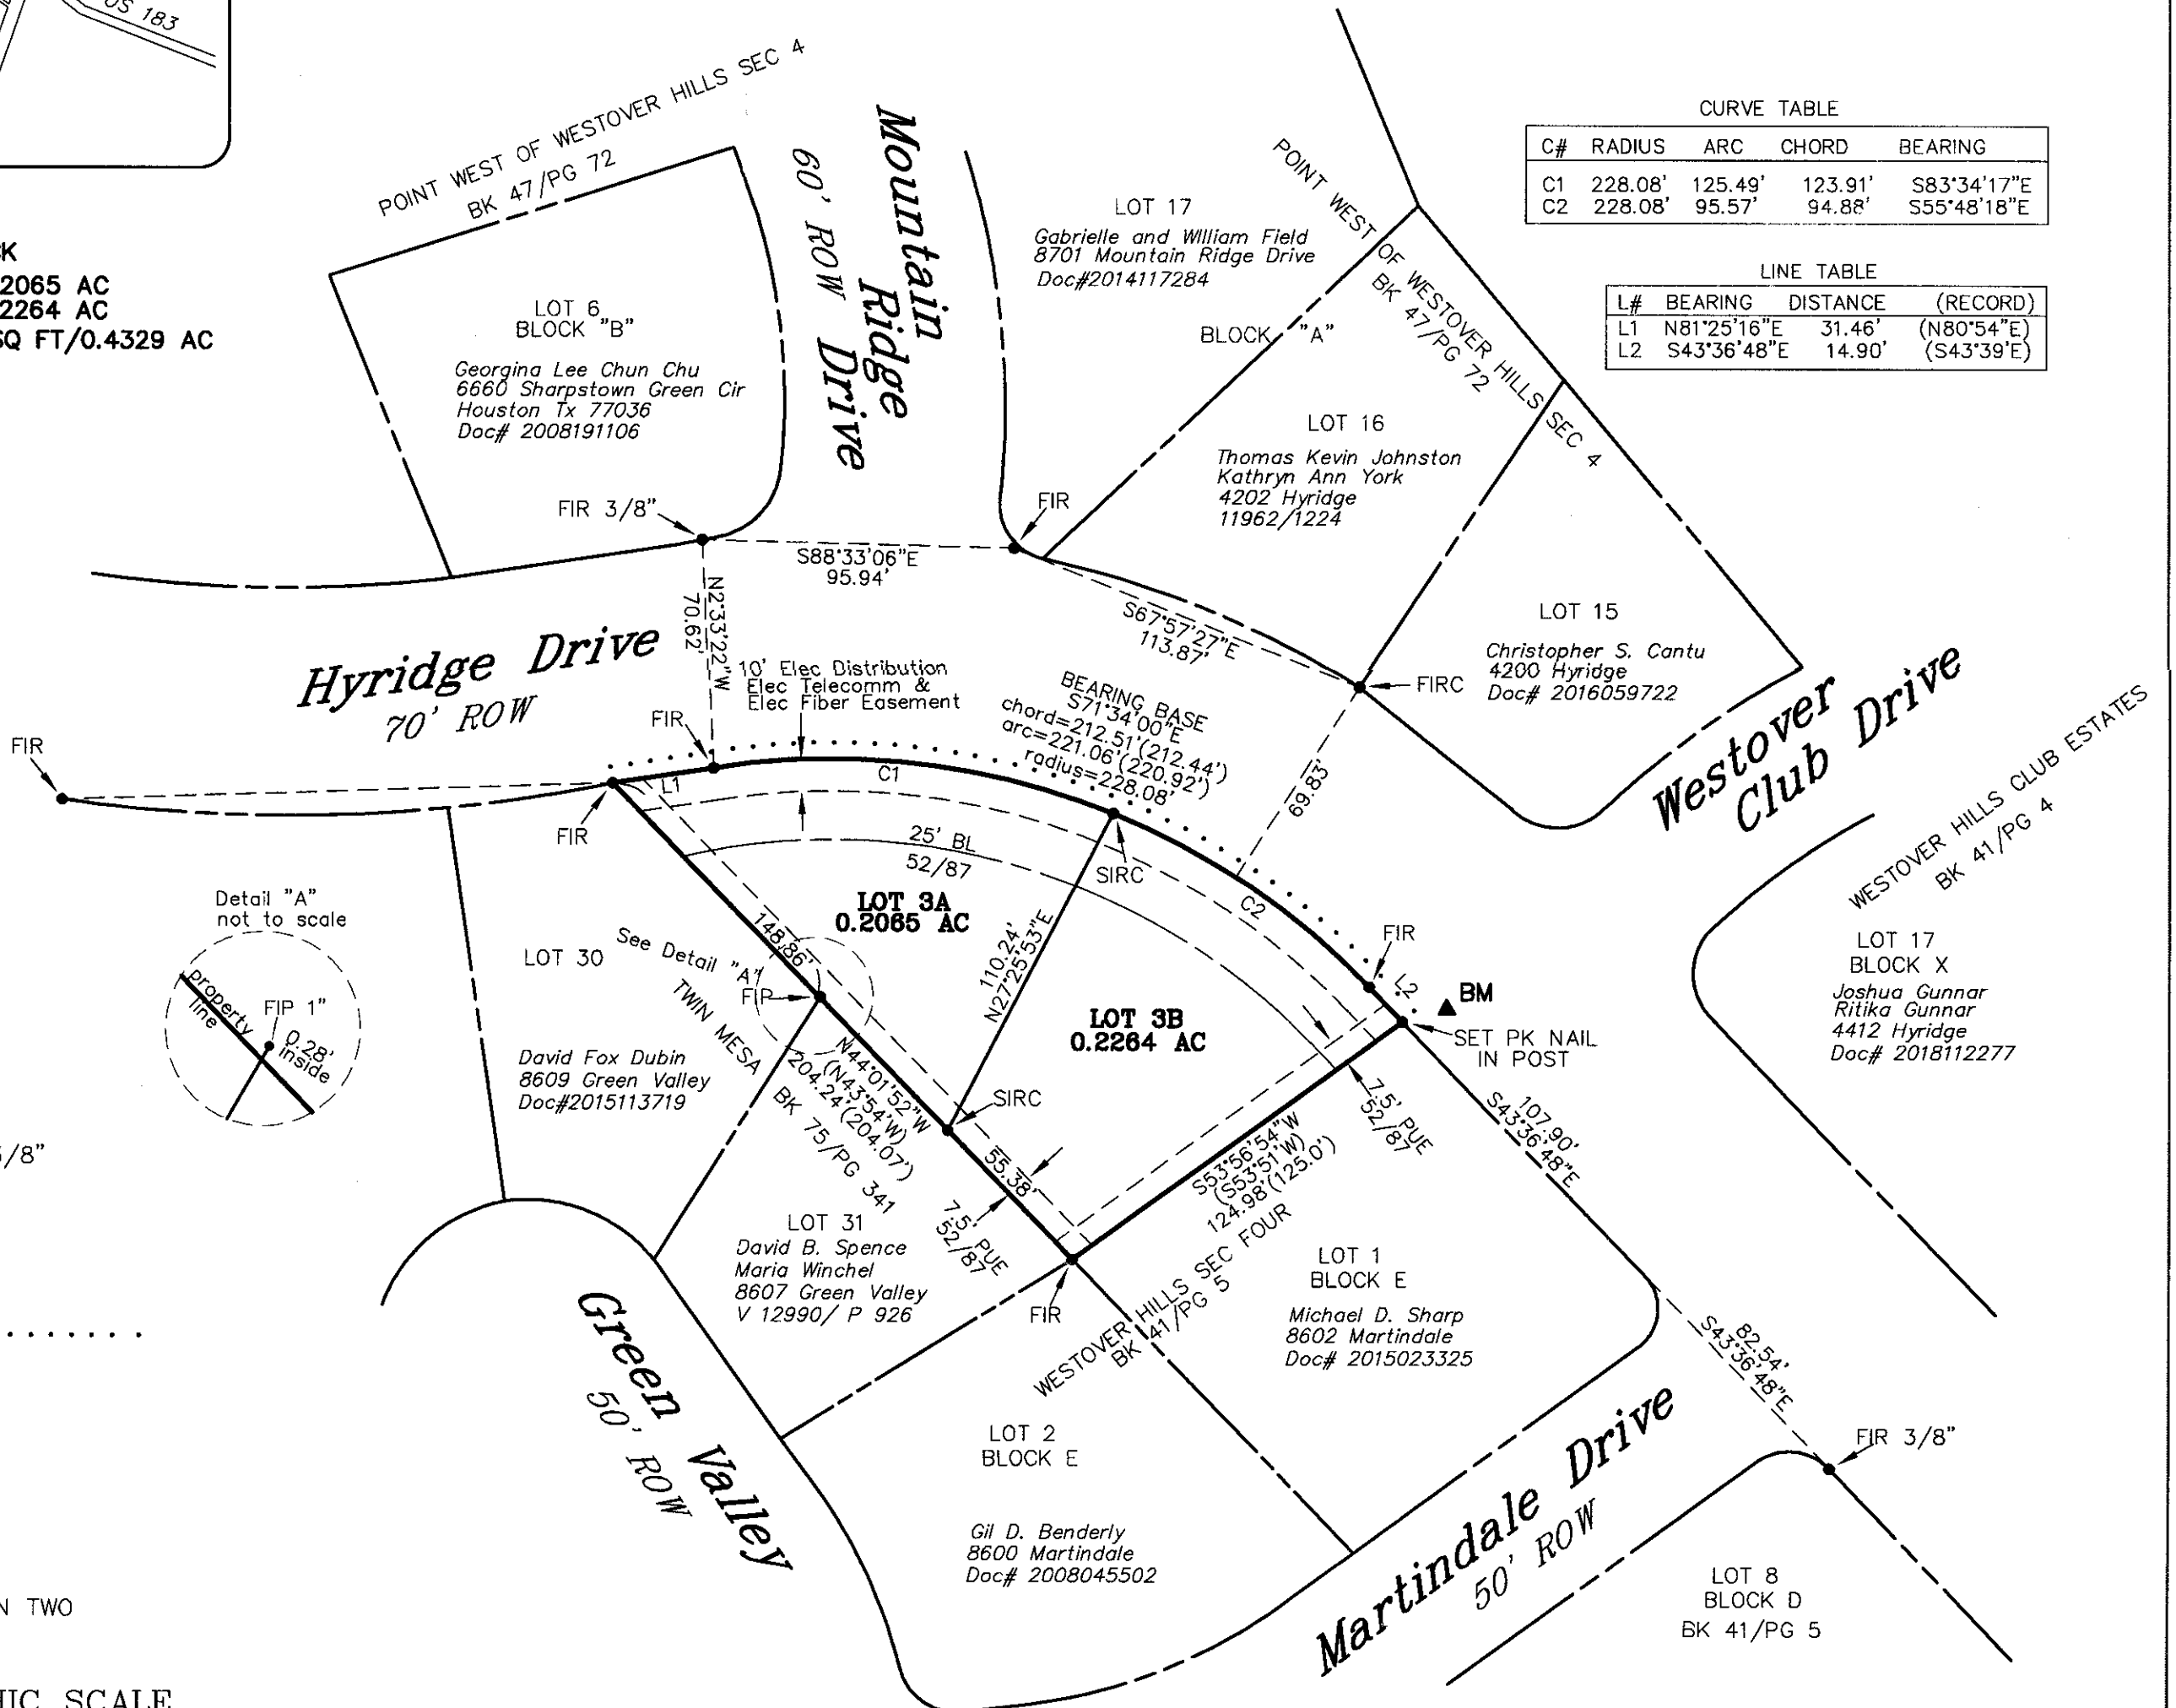 US 183
2065 AC
2264 AC
SQ FT/0.4329 AC
POINT WEST OF WESTOVER HILLS SEC 4
BK 47/PG 72
LOT 6
BLOCK "B"
Georgina Lee Chun Chu
6660 Sharpstown Green Cir
Houston Tx 77036
Doc# 2008191106
FIR 3/8"
Mountain
Ridge
Drive
60' ROW
LOT 17
Gabrielle and William Field
8701 Mountain Ridge Drive
Doc#2014117284
BLOCK "A"
POINT WEST OF WESTOVER HILLS SEC 4
BK 47/PG 72
CURVE TABLE
C# RADIUS ARC CHORD BEARING
C1 228.08' 125.49' 123.91' S83°34'17"E
C2 228.08' 95.57' 94.88' S55°48'18"E
LINE TABLE
L# BEARING DISTANCE (RECORD)
L1 N81°25'16"E 31.46' (N80°54"E)
L2 S43°36'48"E 14.90' (S43°39'E)
LOT 16
Thomas Kevin Johnston
Kathryn Ann York
4202 Hyridge
11962/1224
FIR
S88°33'06"E
95.94'
N2°33'22"W
70.62'
S67°57'27"E
113.87'
LOT 15
Christopher S. Cantu
4200 Hyridge
Doc# 2016059722
FIRC
Hyridge Drive
70' ROW
10' Elec Distribution
Elec Telecomm &
Elec Fiber Easement
BEARING BASE
S71°34'00"E
chord=212.51'(212.44')
arc=221.06'(220.92')
radius=228.08'
69.83'
Westover
Club Drive
WESTOVER HILLS CLUB ESTATES
BK 41/PG 4
FIR
FIR
FIR
L1
C1
25' BL
52/87
SIRC
C2
FIR
L2
BM
SET PK NAIL
IN POST
LOT 3A
0.2065 AC
110.24'
N27°25'53"E
LOT 3B
0.2264 AC
148.86'
Detail "A"
not to scale
property
line
FIP 1"
0.28'
inside
LOT 30
See Detail "A"
FIP
David Fox Dubin
8609 Green Valley
Doc#2015113719
TWIN MESA
BK 75/PG 341
N44°01'52"W
(N43°54'W)
204.24'(204.07')
SIRC
55.38'
7.5' PUE
52/87
S53°56'54"W
(S53°51'W)
124.98'(125.0')
7.5' PUE
52/87
107.90'
S43°36'48"E
LOT 17
BLOCK X
Joshua Gunnar
Ritika Gunnar
4412 Hyridge
Doc# 2018112277
LOT 31
David B. Spence
Maria Winchel
8607 Green Valley
V 12990/ P 926
FIR
WESTOVER HILLS SEC FOUR
BK 41/PG 5
LOT 1
BLOCK E
Michael D. Sharp
8602 Martindale
Doc# 2015023325
82.54'
S43°36'48"E
FIR 3/8"
Green Valley
50' ROW
LOT 2
BLOCK E
Gil D. Benderly
8600 Martindale
Doc# 2008045502
Martindale Drive
50' ROW
LOT 8
BLOCK D
BK 41/PG 5
/8"
N TWO
SCALE